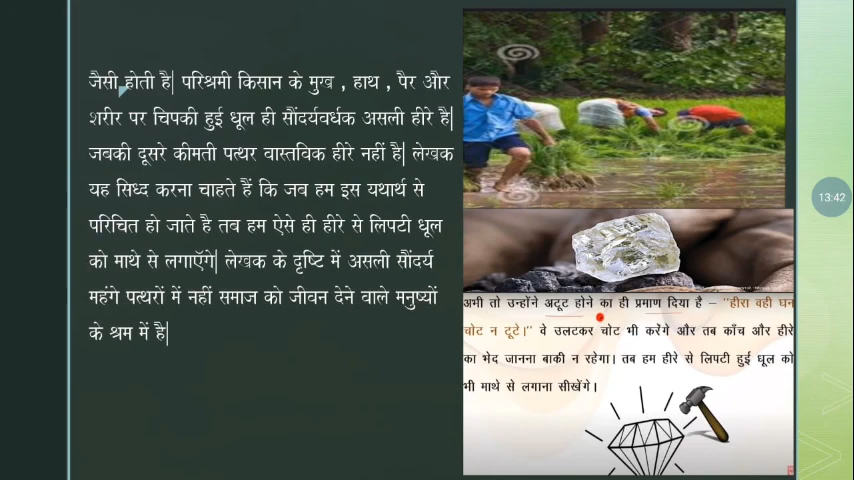 जैसी होती है| परिश्रमी किसान के मुख , हाथ , पैर और
शरीर पर चिपकी हुई धूल ही सौंदर्यवर्धक असली हीरे है|
जबकी दूसरे कीमती पत्थर वास्तविक हीरे नहीं है| लेखक
यह सिध्द करना चाहते हैं कि जब हम इस यथार्थ से
परिचित हो जाते है तब हम ऐसे ही हीरे से लिपटी धूल
को माथे से लगाएँगे| लेखक के दृष्टि में असली सौंदर्य
महंगे पत्थरों में नहीं समाज को जीवन देने वाले मनुष्यों
के श्रम में है|
अभी तो उन्होंने अटूट होने का ही प्रमाण दिया है – "हीरा वही घन
चोट न टूटे।" वे उलटकर चोट भी करेंगे और तब काँच और हीरे
का भेद जानना बाकी न रहेगा। तब हम हीरे से लिपटी हुई धूल को
भी माथे से लगाना सीखेंगे।
13:42